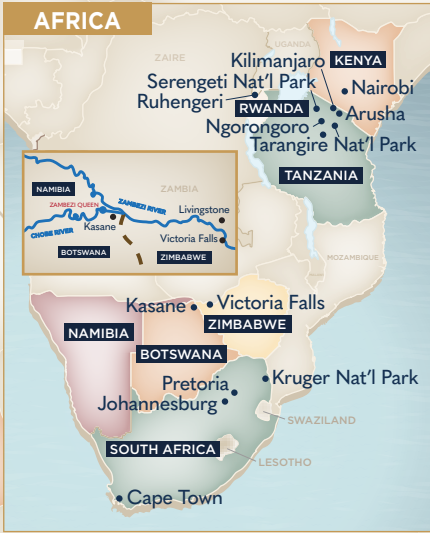 AFRICA
ZAIRE
UGANDA
Kilimanjaro
KENYA
Serengeti Nat'l Park
Nairobi
Ruhengeri
RWANDA
Arusha
Ngorongoro
Tarangire Nat'l Park
TANZANIA
NAMIBIA
ZAMBIA
ZAMBEZI QUEEN
ZAMBEZI RIVER
Livingstone
Kasane
CHOBE RIVER
Victoria Falls
BOTSWANA
ZIMBABWE
MOZAMBIQUE
Kasane
Victoria Falls
ZIMBABWE
NAMIBIA
BOTSWANA
Pretoria
Kruger Nat'l Park
Johannesburg
SWAZILAND
SOUTH AFRICA
LESOTHO
Cape Town